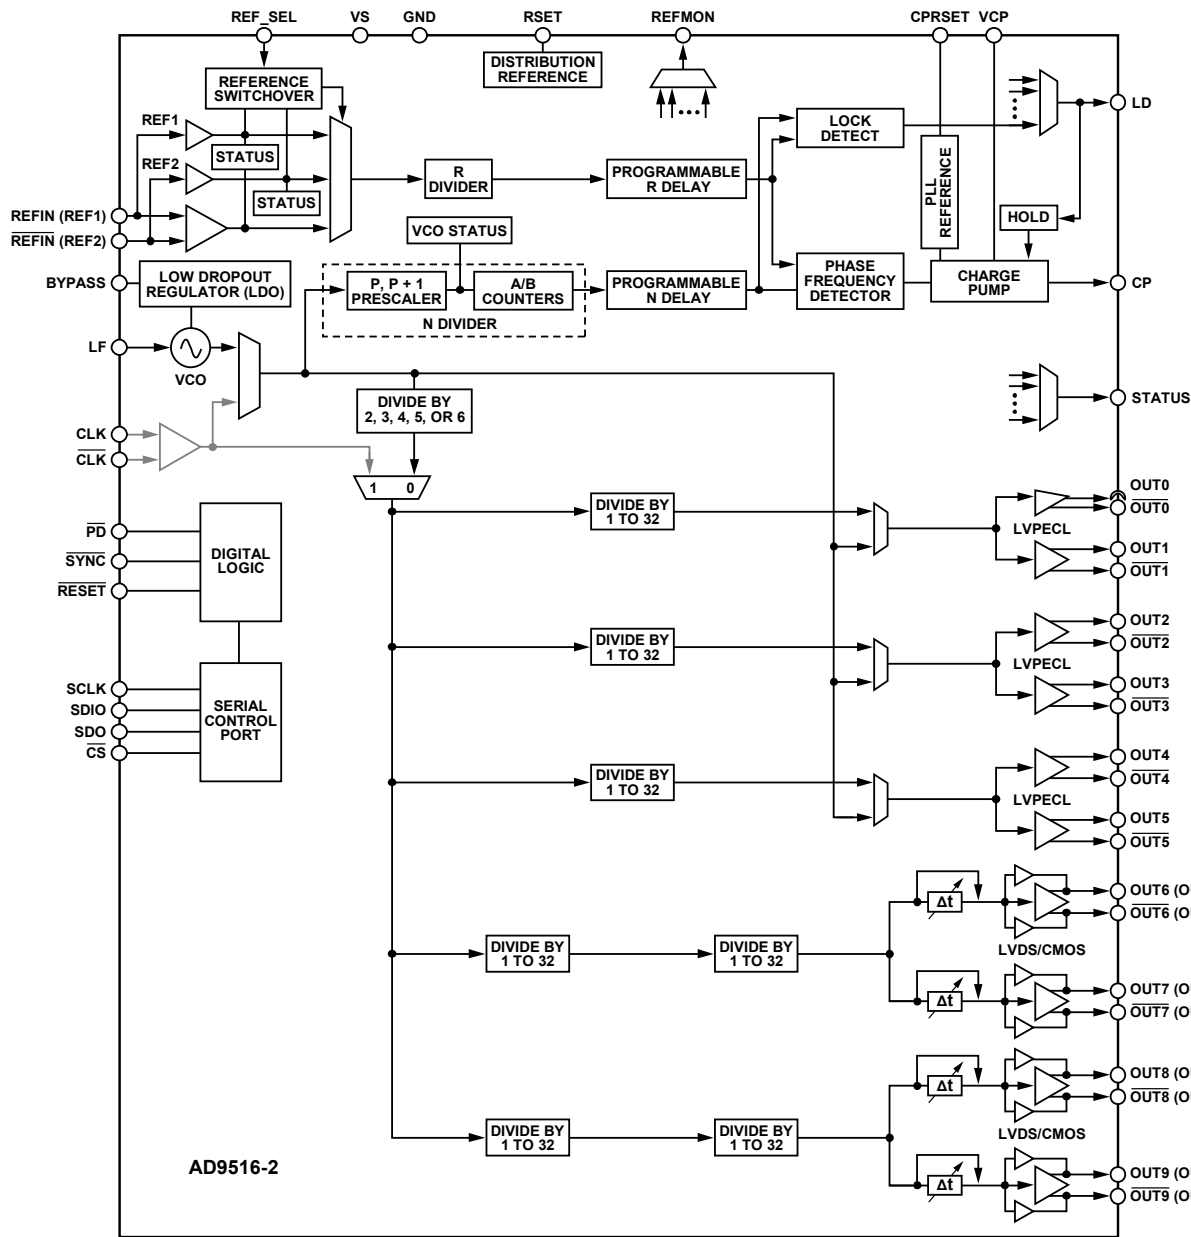 REF_SEL VS GND RSET REFMON CPRSET VCP
DISTRIBUTION
REFERENCE
REFERENCE
SWITCHOVER
REF1
STATUS
REF2
STATUS
R
DIVIDER
PROGRAMMABLE
R DELAY
LOCK
DETECT
LD
PLL
REFERENCE
HOLD
REFIN (REF1)
REFIN (REF2)
BYPASS
LOW DROPOUT
REGULATOR (LDO)
VCO STATUS
P, P + 1
PRESCALER
A/B
COUNTERS
N DIVIDER
PROGRAMMABLE
N DELAY
PHASE
FREQUENCY
DETECTOR
CHARGE
PUMP
CP
LF
VCO
DIVIDE BY
2, 3, 4, 5, OR 6
STATUS
CLK
CLK
1 0
PD
SYNC
RESET
DIGITAL
LOGIC
SCLK
SDIO
SDO
CS
SERIAL
CONTROL
PORT
DIVIDE BY
1 TO 32
LVPECL
OUT0
OUT0
OUT1
OUT1
DIVIDE BY
1 TO 32
LVPECL
OUT2
OUT2
OUT3
OUT3
DIVIDE BY
1 TO 32
LVPECL
OUT4
OUT4
OUT5
OUT5
DIVIDE BY
1 TO 32
DIVIDE BY
1 TO 32
Δt
Δt
LVDS/CMOS
OUT6 (O
OUT6 (O
OUT7 (O
OUT7 (O
DIVIDE BY
1 TO 32
DIVIDE BY
1 TO 32
Δt
Δt
LVDS/CMOS
OUT8 (O
OUT8 (O
OUT9 (O
OUT9 (O
AD9516-2